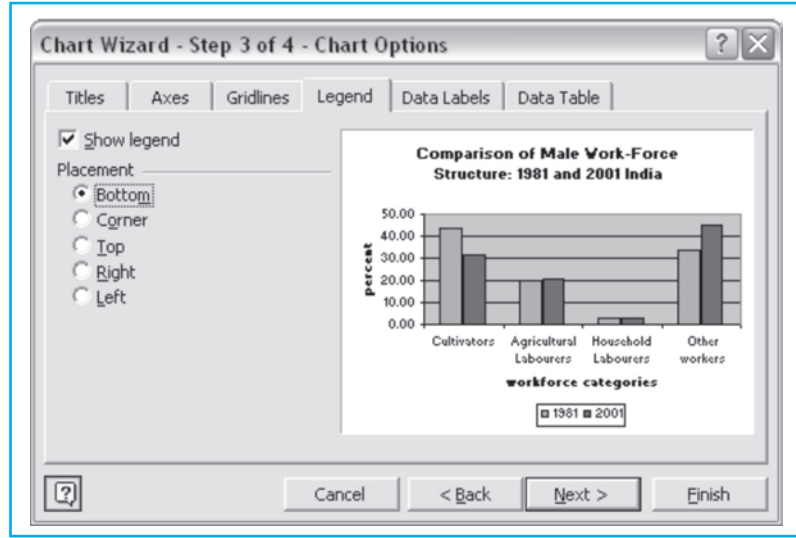 Chart Wizard - Step 3 of 4 - Chart Options
Titles Axes Gridlines Legend Data Labels Data Table
Show legend
Placement
Bottom
Corner
Top
Right
Left
Comparison of Male Work-Force
Structure: 1981 and 2001 India
percent
50.00
40.00
30.00
20.00
10.00
0.00
Cultivators Agricultural Household Other
Labourers Labourers workers
workforce categories
1981 2001
Cancel < Back Next > Finish